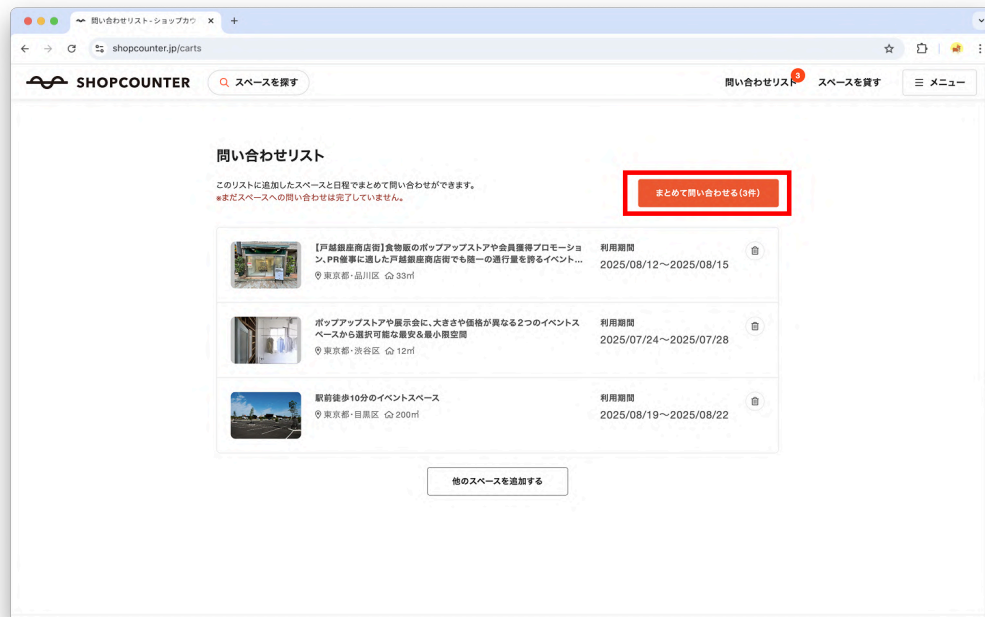 問い合わせリスト - ショップカウ
shopcounter.jp/carts
SHOPCOUNTER
スペースを探す
問い合わせリスト
3
スペースを貸す
メニュー
問い合わせリスト
このリストに追加したスペースと日程でまとめて問い合わせができます。
※まだスペースへの問い合わせは完了していません。
まとめて問い合わせる(3件)
【戸越銀座商店街】食物販のポップアップストアや会員獲得プロモーショ
ン、PR催事に適した戸越銀座商店街でも随一の通行量を誇るイベント...
東京都・品川区 33㎡
利用期間
2025/08/12〜2025/08/15
ポップアップストアや展示会に、大きさや価格が異なる2つのイベントス
ペースから選択可能な最安&最小限空間
東京都・渋谷区 12㎡
利用期間
2025/07/24〜2025/07/28
駅前徒歩10分のイベントスペース
東京都・目黒区 200㎡
利用期間
2025/08/19〜2025/08/22
他のスペースを追加する